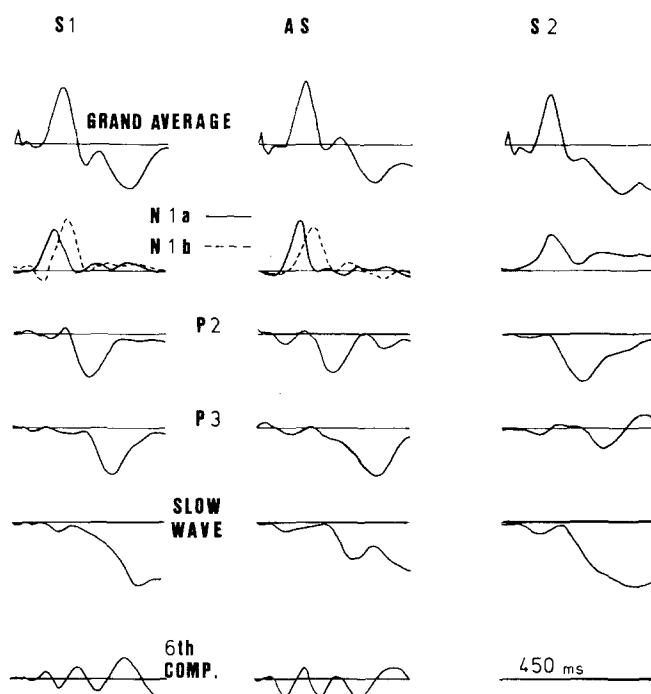 S1 AS S2
GRAND AVERAGE
N1a
N1b
P2
P3
SLOW
WAVE
6th
COMP.
450 ms